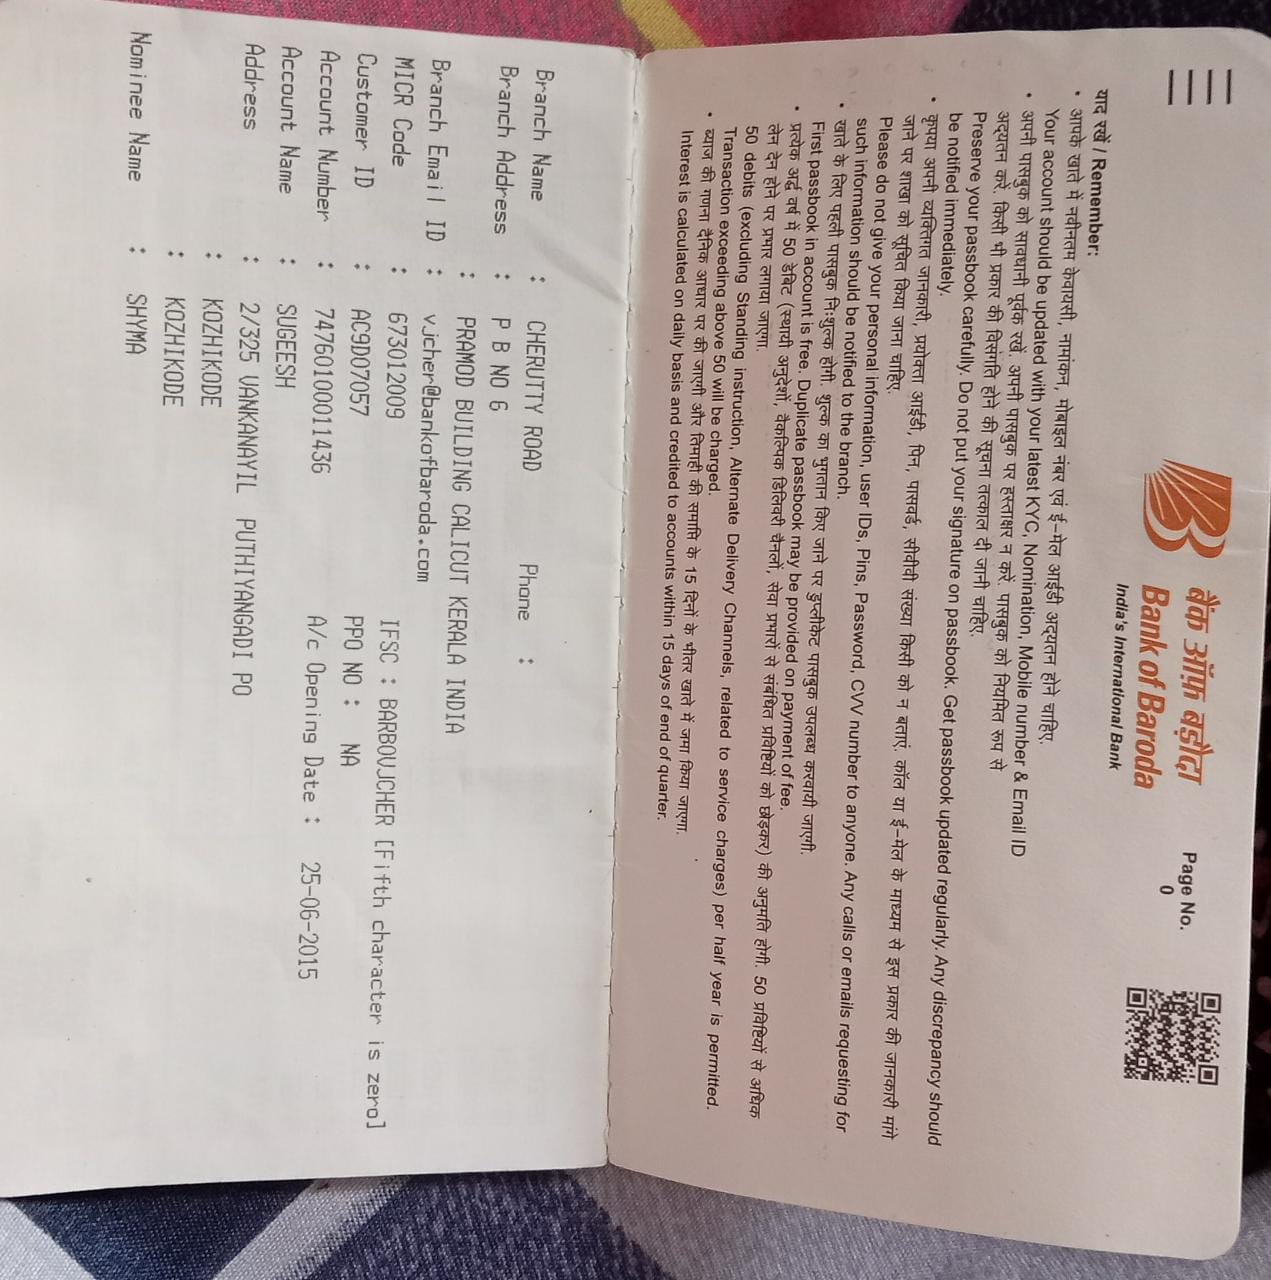 बैंक ऑफ़ बड़ौदा
Bank of Baroda
India's International Bank
Page No.
0
याद रखें / Remember:
• आपके खाते में नवीनतम केवायसी, नामांकन, मोबाइल नंबर एवं ई-मेल आईडी अद्यतन होने चाहिए.
Your account should be updated with your latest KYC, Nomination, Mobile number & Email ID
• अपनी पासबुक को सावधानी पूर्वक रखें. अपनी पासबुक पर हस्ताक्षर न करें. पासबुक को नियमित रूप से
अद्यतन करें. किसी भी प्रकार की विसंगति होने की सूचना तत्काल दी जानी चाहिए.
Preserve your passbook carefully. Do not put your signature on passbook. Get passbook updated regularly. Any discrepancy should
be notified immediately.
• कृपया अपनी व्यक्तिगत जानकारी, प्रयोक्ता आईडी, पिन, पासवर्ड, सीवीवी संख्या किसी को न बताएं. कॉल या ई-मेल के माध्यम से इस प्रकार की जानकारी मांगे
जाने पर शाखा को सूचित किया जाना चाहिए.
Please do not give your personal information, user IDs, Pins, Password, CVV number to anyone. Any calls or emails requesting for
such information should be notified to the branch.
• खाते के लिए पहली पासबुक निःशुल्क होगी. शुल्क का भुगतान किए जाने पर डुप्लीकेट पासबुक उपलब्ध करवायी जाएगी.
First passbook in account is free. Duplicate passbook may be provided on payment of fee.
• प्रत्येक अर्द्ध वर्ष में 50 डेबिट (स्थायी अनुदेशों, वैकल्पिक डिलिवरी चैनलों, सेवा प्रभारों से संबंधित प्रविष्टियों को छोड़कर) की अनुमति होगी. 50 प्रविष्टियों से अधिक
लेन देन होने पर प्रभार लगाया जाएगा.
50 debits (excluding Standing instruction, Alternate Delivery Channels, related to service charges) per half year is permitted.
Transaction exceeding above 50 will be charged.
• ब्याज की गणना दैनिक आधार पर की जाएगी और तिमाही की समाप्ति के 15 दिनों के भीतर खाते में जमा किया जाएगा.
Interest is calculated on daily basis and credited to accounts within 15 days of end of quarter.
Branch Name : CHERUTTY ROAD Phone :
Branch Address : P B NO 6
: PRAMOD BUILDING CALICUT KERALA INDIA
Branch Email ID : vjcher@bankofbaroda.com
MICR Code : 673012009 IFSC : BARB0VJCHER [Fifth character is zero]
Customer ID : AC9D07057 PPO NO : NA
Account Number : 74760100011436 A/c Opening Date : 25-06-2015
Account Name : SUGEESH
Address : 2/325 VANKANAYIL PUTHIYANGADI PO
: KOZHIKODE
: KOZHIKODE
Nominee Name : SHYMA